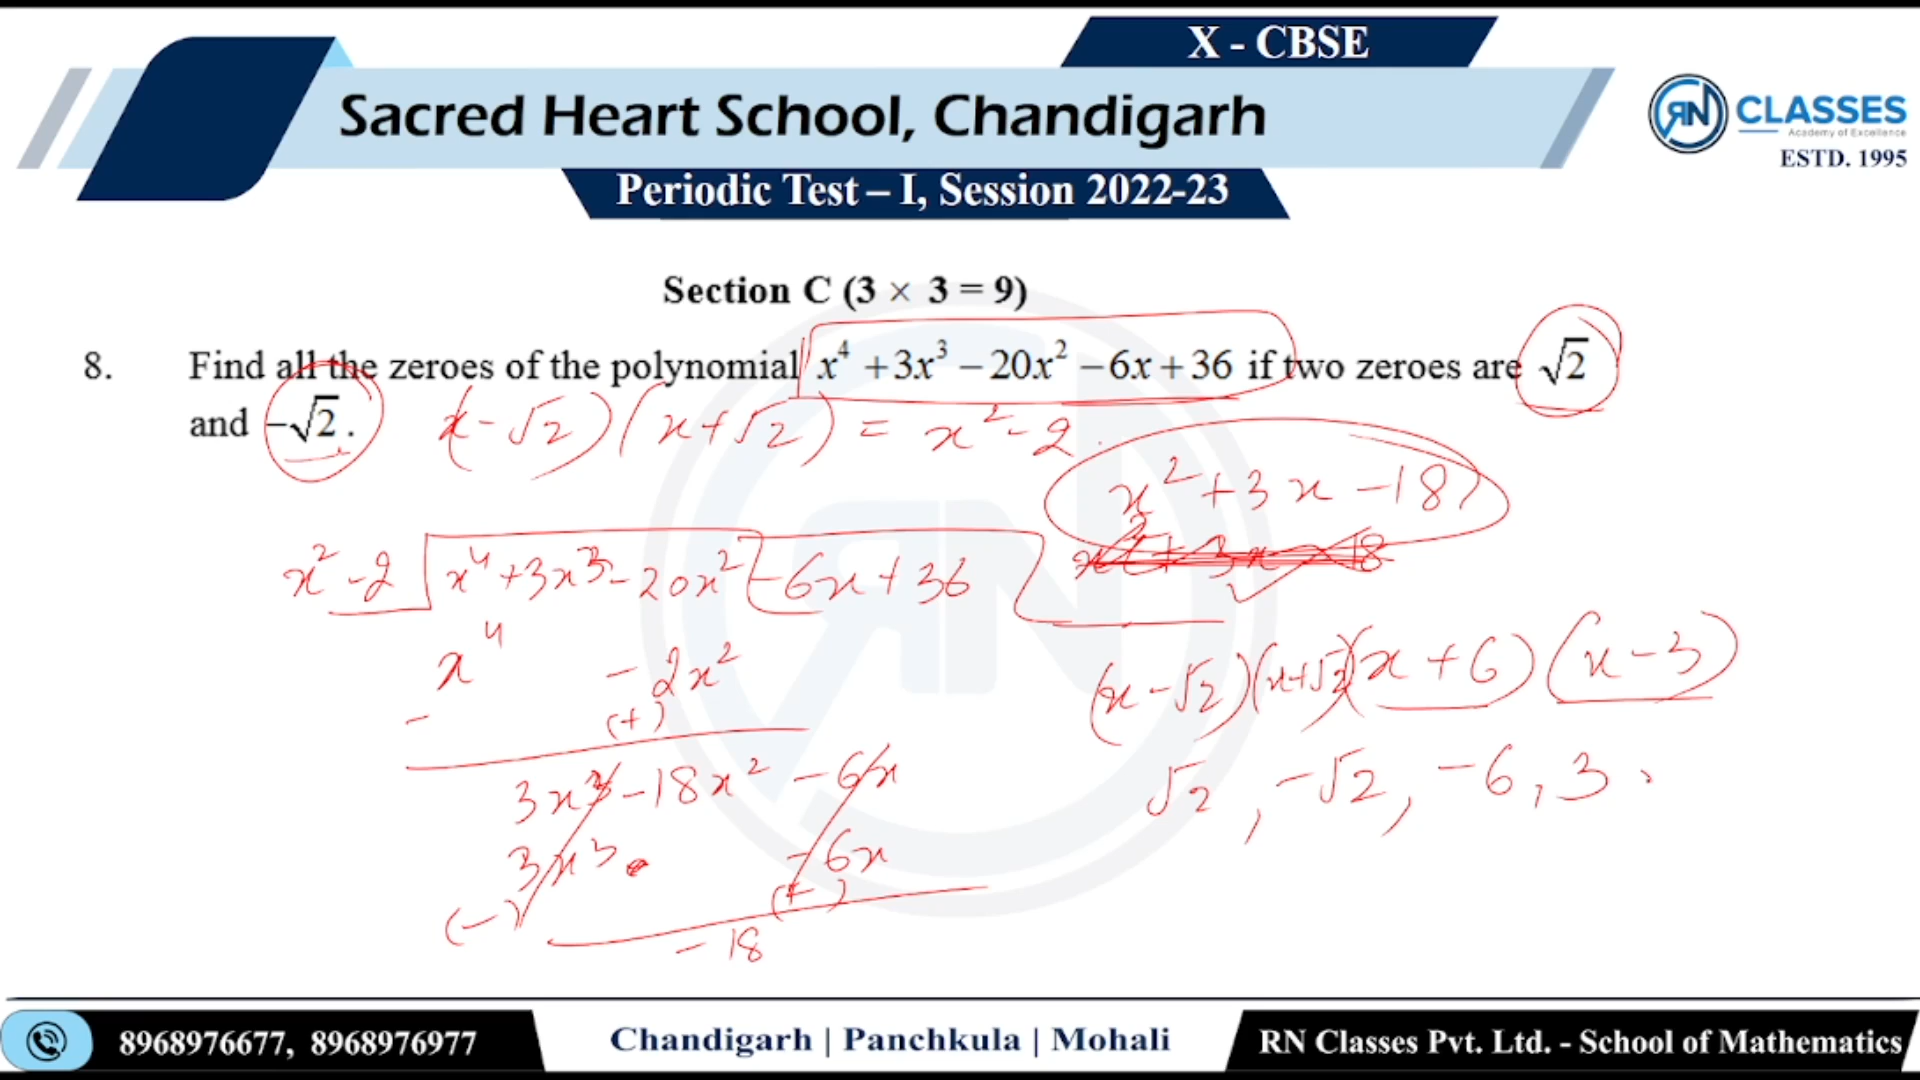 X - CBSE
Sacred Heart School, Chandigarh
RN CLASSES
Academy of Excellence
ESTD. 1995
Periodic Test – I, Session 2022-23
Section C (3 × 3 = 9)
8. Find all the zeroes of the polynomial x⁴ + 3x³ − 20x² − 6x + 36 if two zeroes are √2
and −√2.
(x - √2)(x + √2) = x² - 2
x² + 3x - 18
x² - 2 x⁴ + 3x³ - 20x² - 6x + 36
x⁴ - 2x²
- (+)
3x³ - 18x² - 6x
3x³ - 6x
(-) (+)
- 18
(x - √2)(x + √2)(x + 6)(x - 3)
√2, -√2, -6, 3.
RN
8968976677, 8968976977
Chandigarh | Panchkula | Mohali
RN Classes Pvt. Ltd. - School of Mathematics